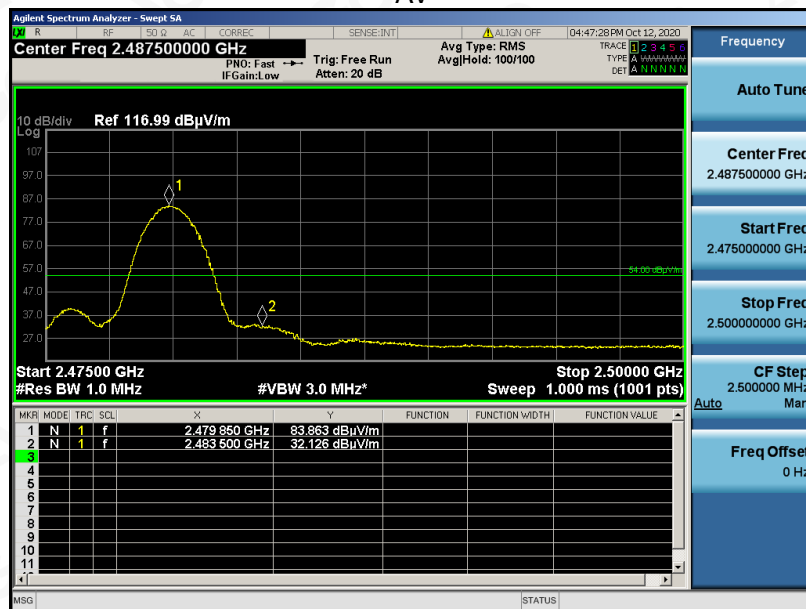 AV
Agilent Spectrum Analyzer - Swept SA
LXI R RF 50 Ω AC CORREC SENSE:INT ALIGN OFF 04:47:28 PM Oct 12, 2020
Center Freq 2.487500000 GHz
PNO: Fast
IFGain:Low
Trig: Free Run
Atten: 20 dB
Avg Type: RMS
Avg|Hold: 100/100
TRACE 1 2 3 4 5 6
TYPE A
DET A N N N N N
10 dB/div Ref 116.99 dBµV/m
Log
107
97.0
87.0
77.0
67.0
57.0
47.0
37.0
27.0
1
2
54.00 dBµV/m
Start 2.47500 GHz Stop 2.50000 GHz
#Res BW 1.0 MHz #VBW 3.0 MHz* Sweep 1.000 ms (1001 pts)
MKR MODE TRC SCL X Y FUNCTION FUNCTION WIDTH FUNCTION VALUE
1 N 1 f 2.479 850 GHz 83.863 dBµV/m
2 N 1 f 2.483 500 GHz 32.126 dBµV/m
3
4
5
6
7
8
9
10
11
MSG STATUS
Frequency
Auto Tune
Center Freq
2.487500000 GHz
Start Freq
2.475000000 GHz
Stop Freq
2.500000000 GHz
CF Step
2.500000 MHz
Auto Man
Freq Offset
0 Hz